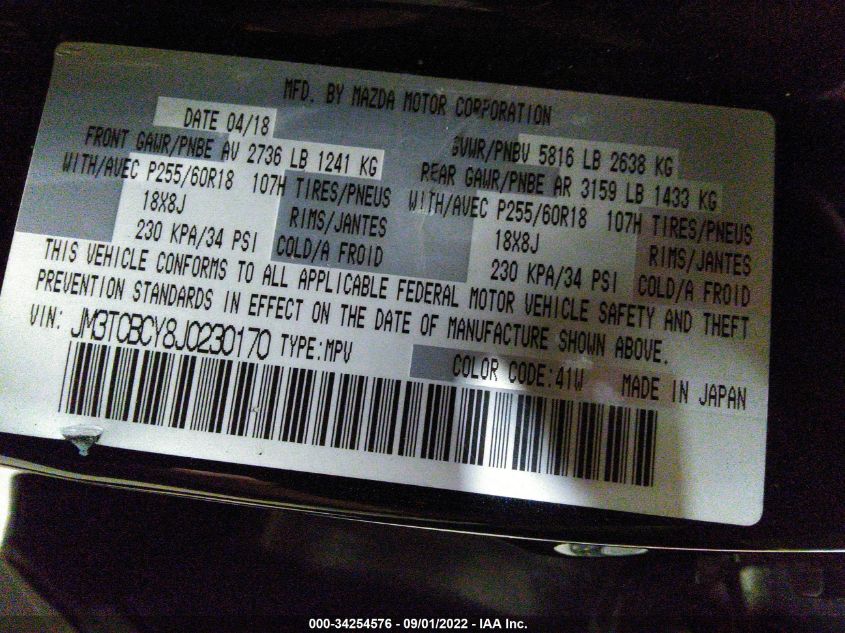 MFD. BY MAZDA MOTOR CORPORATION
DATE 04/18
GVWR/PNBV 5816 LB 2638 KG
FRONT GAWR/PNBE AV 2736 LB 1241 KG
REAR GAWR/PNBE AR 3159 LB 1433 KG
WITH/AVEC P255/60R18 107H TIRES/PNEUS
WITH/AVEC P255/60R18 107H TIRES/PNEUS
18X8J RIMS/JANTES
18X8J RIMS/JANTES
230 KPA/34 PSI COLD/A FROID
230 KPA/34 PSI COLD/A FROID
THIS VEHICLE CONFORMS TO ALL APPLICABLE FEDERAL MOTOR VEHICLE SAFETY AND THEFT
PREVENTION STANDARDS IN EFFECT ON THE DATE OF MANUFACTURE SHOWN ABOVE.
VIN: JM3TCBCY8J0230170 TYPE:MPV
COLOR CODE:41W MADE IN JAPAN
000-34254576 - 09/01/2022 - IAA Inc.